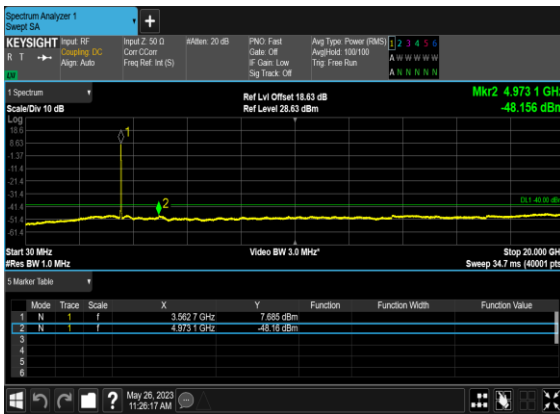 Spectrum Analyzer 1
Swept SA
+
KEYSIGHT Input: RF Input Z: 50 Ω #Atten: 20 dB PNO: Fast Avg Type: Power (RMS) 1 2 3 4 5 6
R T Coupling: DC Corr CCorr Gate: Off Avg|Hold: 100/100 A W W W W W
Align: Auto Freq Ref: Int (S) IF Gain: Low Trig: Free Run
LV Sig Track: Off A N N N N N
1 Spectrum Ref Lvl Offset 18.63 dB Mkr2 4.973 1 GHz
Scale/Div 10 dB Ref Level 28.63 dBm -48.156 dBm
Log
18.6
8.63
-1.37
-11.4
-21.4
-31.4
-41.4
-51.4
-61.4
1
2
DL1 -40.00 dBm
Start 30 MHz Video BW 3.0 MHz* Stop 20.000 GHz
#Res BW 1.0 MHz Sweep 34.7 ms (40001 pts)
5 Marker Table
Mode Trace Scale X Y Function Function Width Function Value
1 N 1 f 3.562 7 GHz 7.685 dBm
2 N 1 f 4.973 1 GHz -48.16 dBm
3
4
5
6
? May 26, 2023
11:26:17 AM